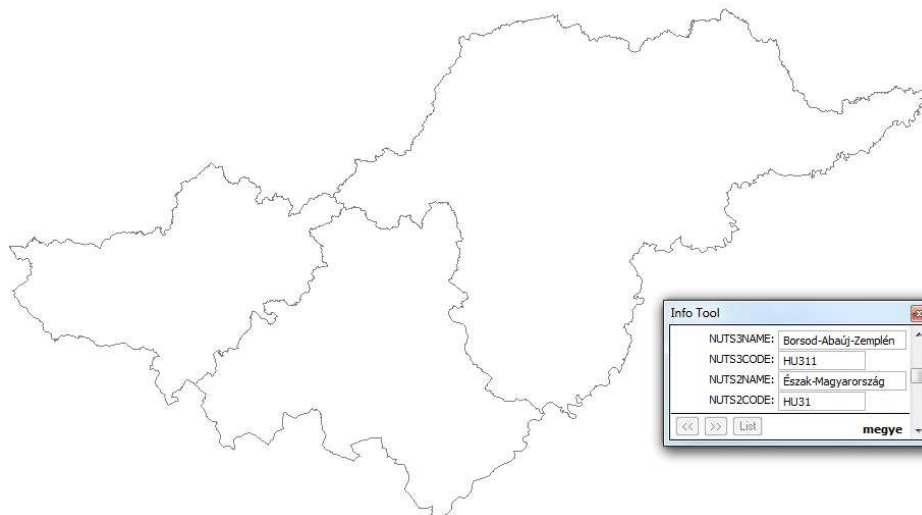 Info Tool
NUTS3NAME: Borsod-Abaúj-Zemplén
NUTS3CODE: HU311
NUTS2NAME: Észak-Magyarország
NUTS2CODE: HU31
<< >> List megye